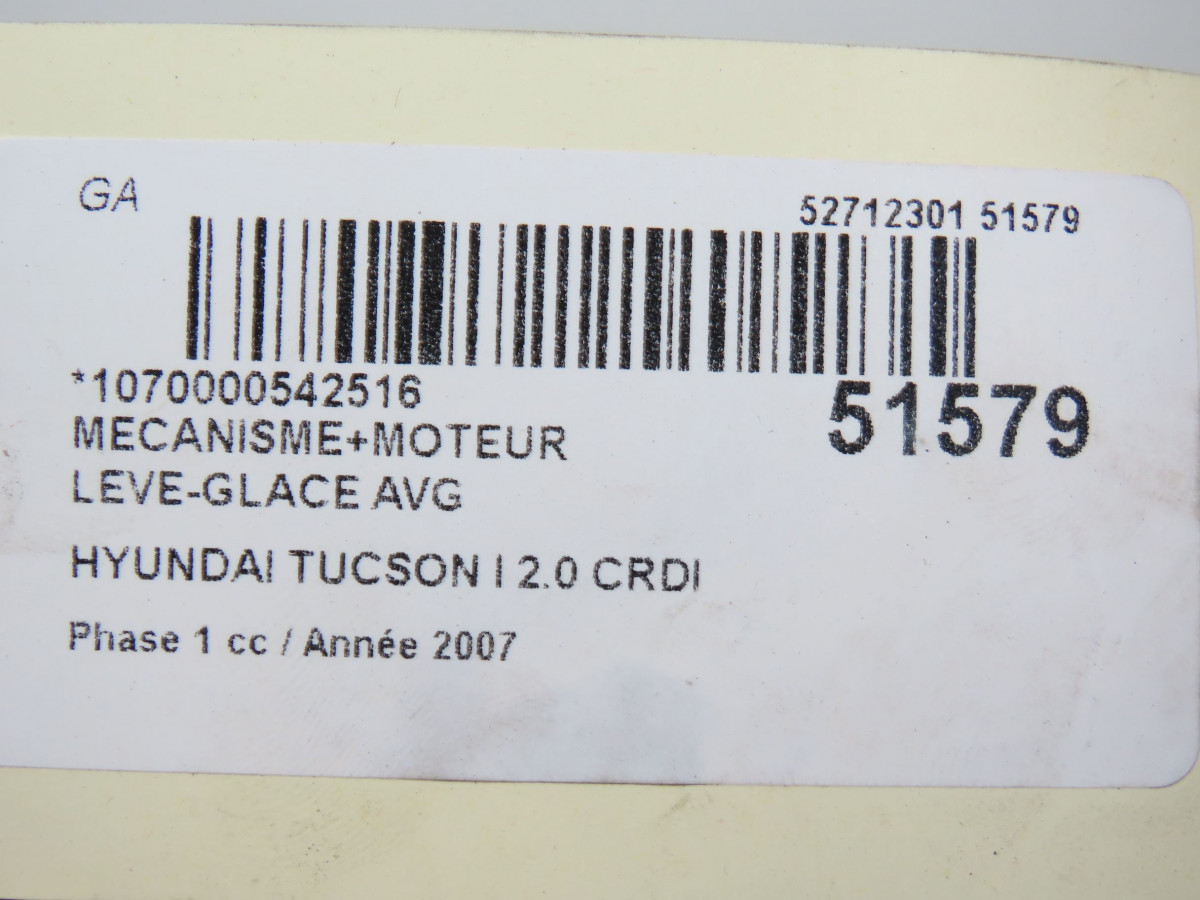 GA
52712301 51579
*1070000542516
51579
MECANISME+MOTEUR
LEVE-GLACE AVG
HYUNDAI TUCSON I 2.0 CRDI
Phase 1 cc / Année 2007